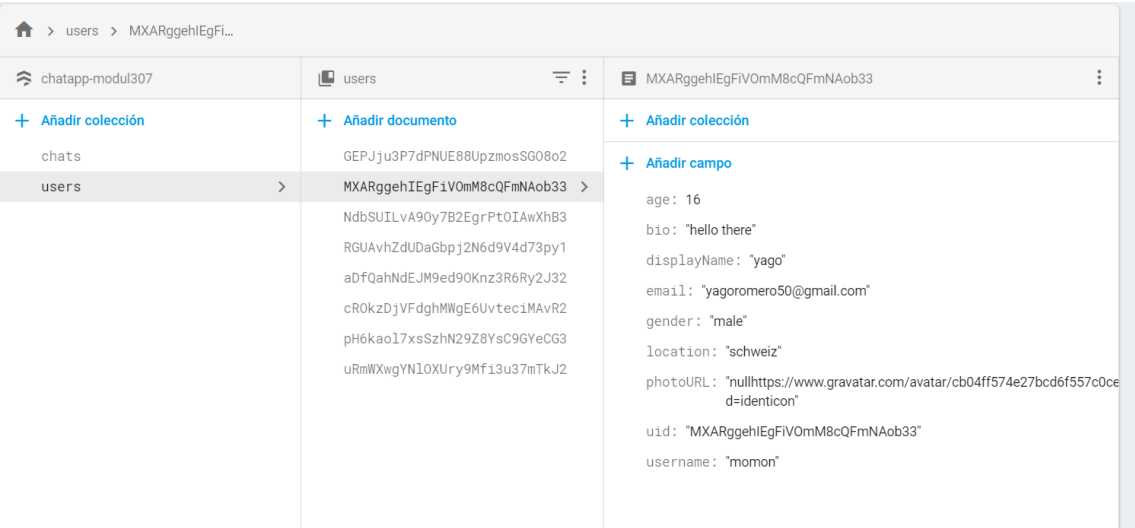 users > MXARggehIEgFi...
chatapp-modul307
users
MXARggehIEgFiVOmM8cQFmNAob33
+ Añadir colección
+ Añadir documento
+ Añadir colección
chats
users
GEPJju3P7dPNUE88UpzmosSGO8o2
MXARggehIEgFiVOmM8cQFmNAob33
NdbSUILvA9Oy7B2EgrPtOIAwXhB3
RGUAvhZdUDaGbpj2N6d9V4d73py1
aDfQahNdEJM9ed9OKnz3R6Ry2J32
cROkzDjVFdghMWgE6UvteciMAvR2
pH6kaol7xsSzhN29Z8YsC9GYeCG3
uRmWXwgYNlOXUry9Mfi3u37mTkJ2
+ Añadir campo
age: 16
bio: "hello there"
displayName: "yago"
email: "yagoromero50@gmail.com"
gender: "male"
location: "schweiz"
photoURL: "nullhttps://www.gravatar.com/avatar/cb04ff574e27bcd6f557c0ce
d=identicon"
uid: "MXARggehIEgFiVOmM8cQFmNAob33"
username: "momon"